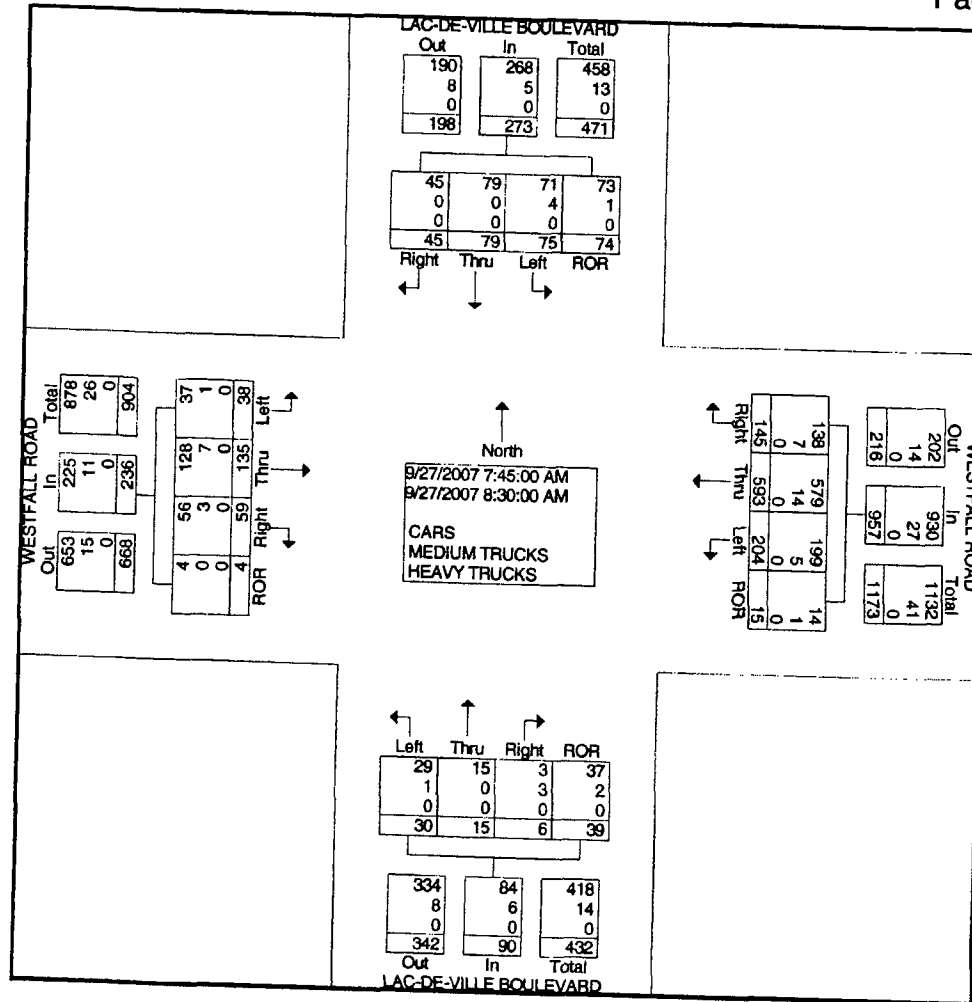 LAC-DE-VILLE BOULEVARD
Out In Total
190 268 458
8 5 13
0 0 0
198 273 471
45 79 71 73
0 0 4 1
0 0 0 0
45 79 75 74
Right Thru Left ROR
WESTFALL ROAD
Total In Out
878 225 653
26 11 15
0 0 0
904 236 668
37 128 56 4
1 7 3 0
0 0 0 0
38 135 59 4
Left Thru Right ROR
North
9/27/2007 7:45:00 AM
9/27/2007 8:30:00 AM
CARS
MEDIUM TRUCKS
HEAVY TRUCKS
Right Thru Left ROR
145 593 204 15
0 0 0 0
7 14 5 1
138 579 199 14
WESTFALL ROAD
Out In Total
202 930 1132
14 27 41
0 0 0
216 957 1173
Left Thru Right ROR
29 15 3 37
1 0 3 2
0 0 0 0
30 15 6 39
334 84 418
8 6 14
0 0 0
342 90 432
Out In Total
LAC-DE-VILLE BOULEVARD